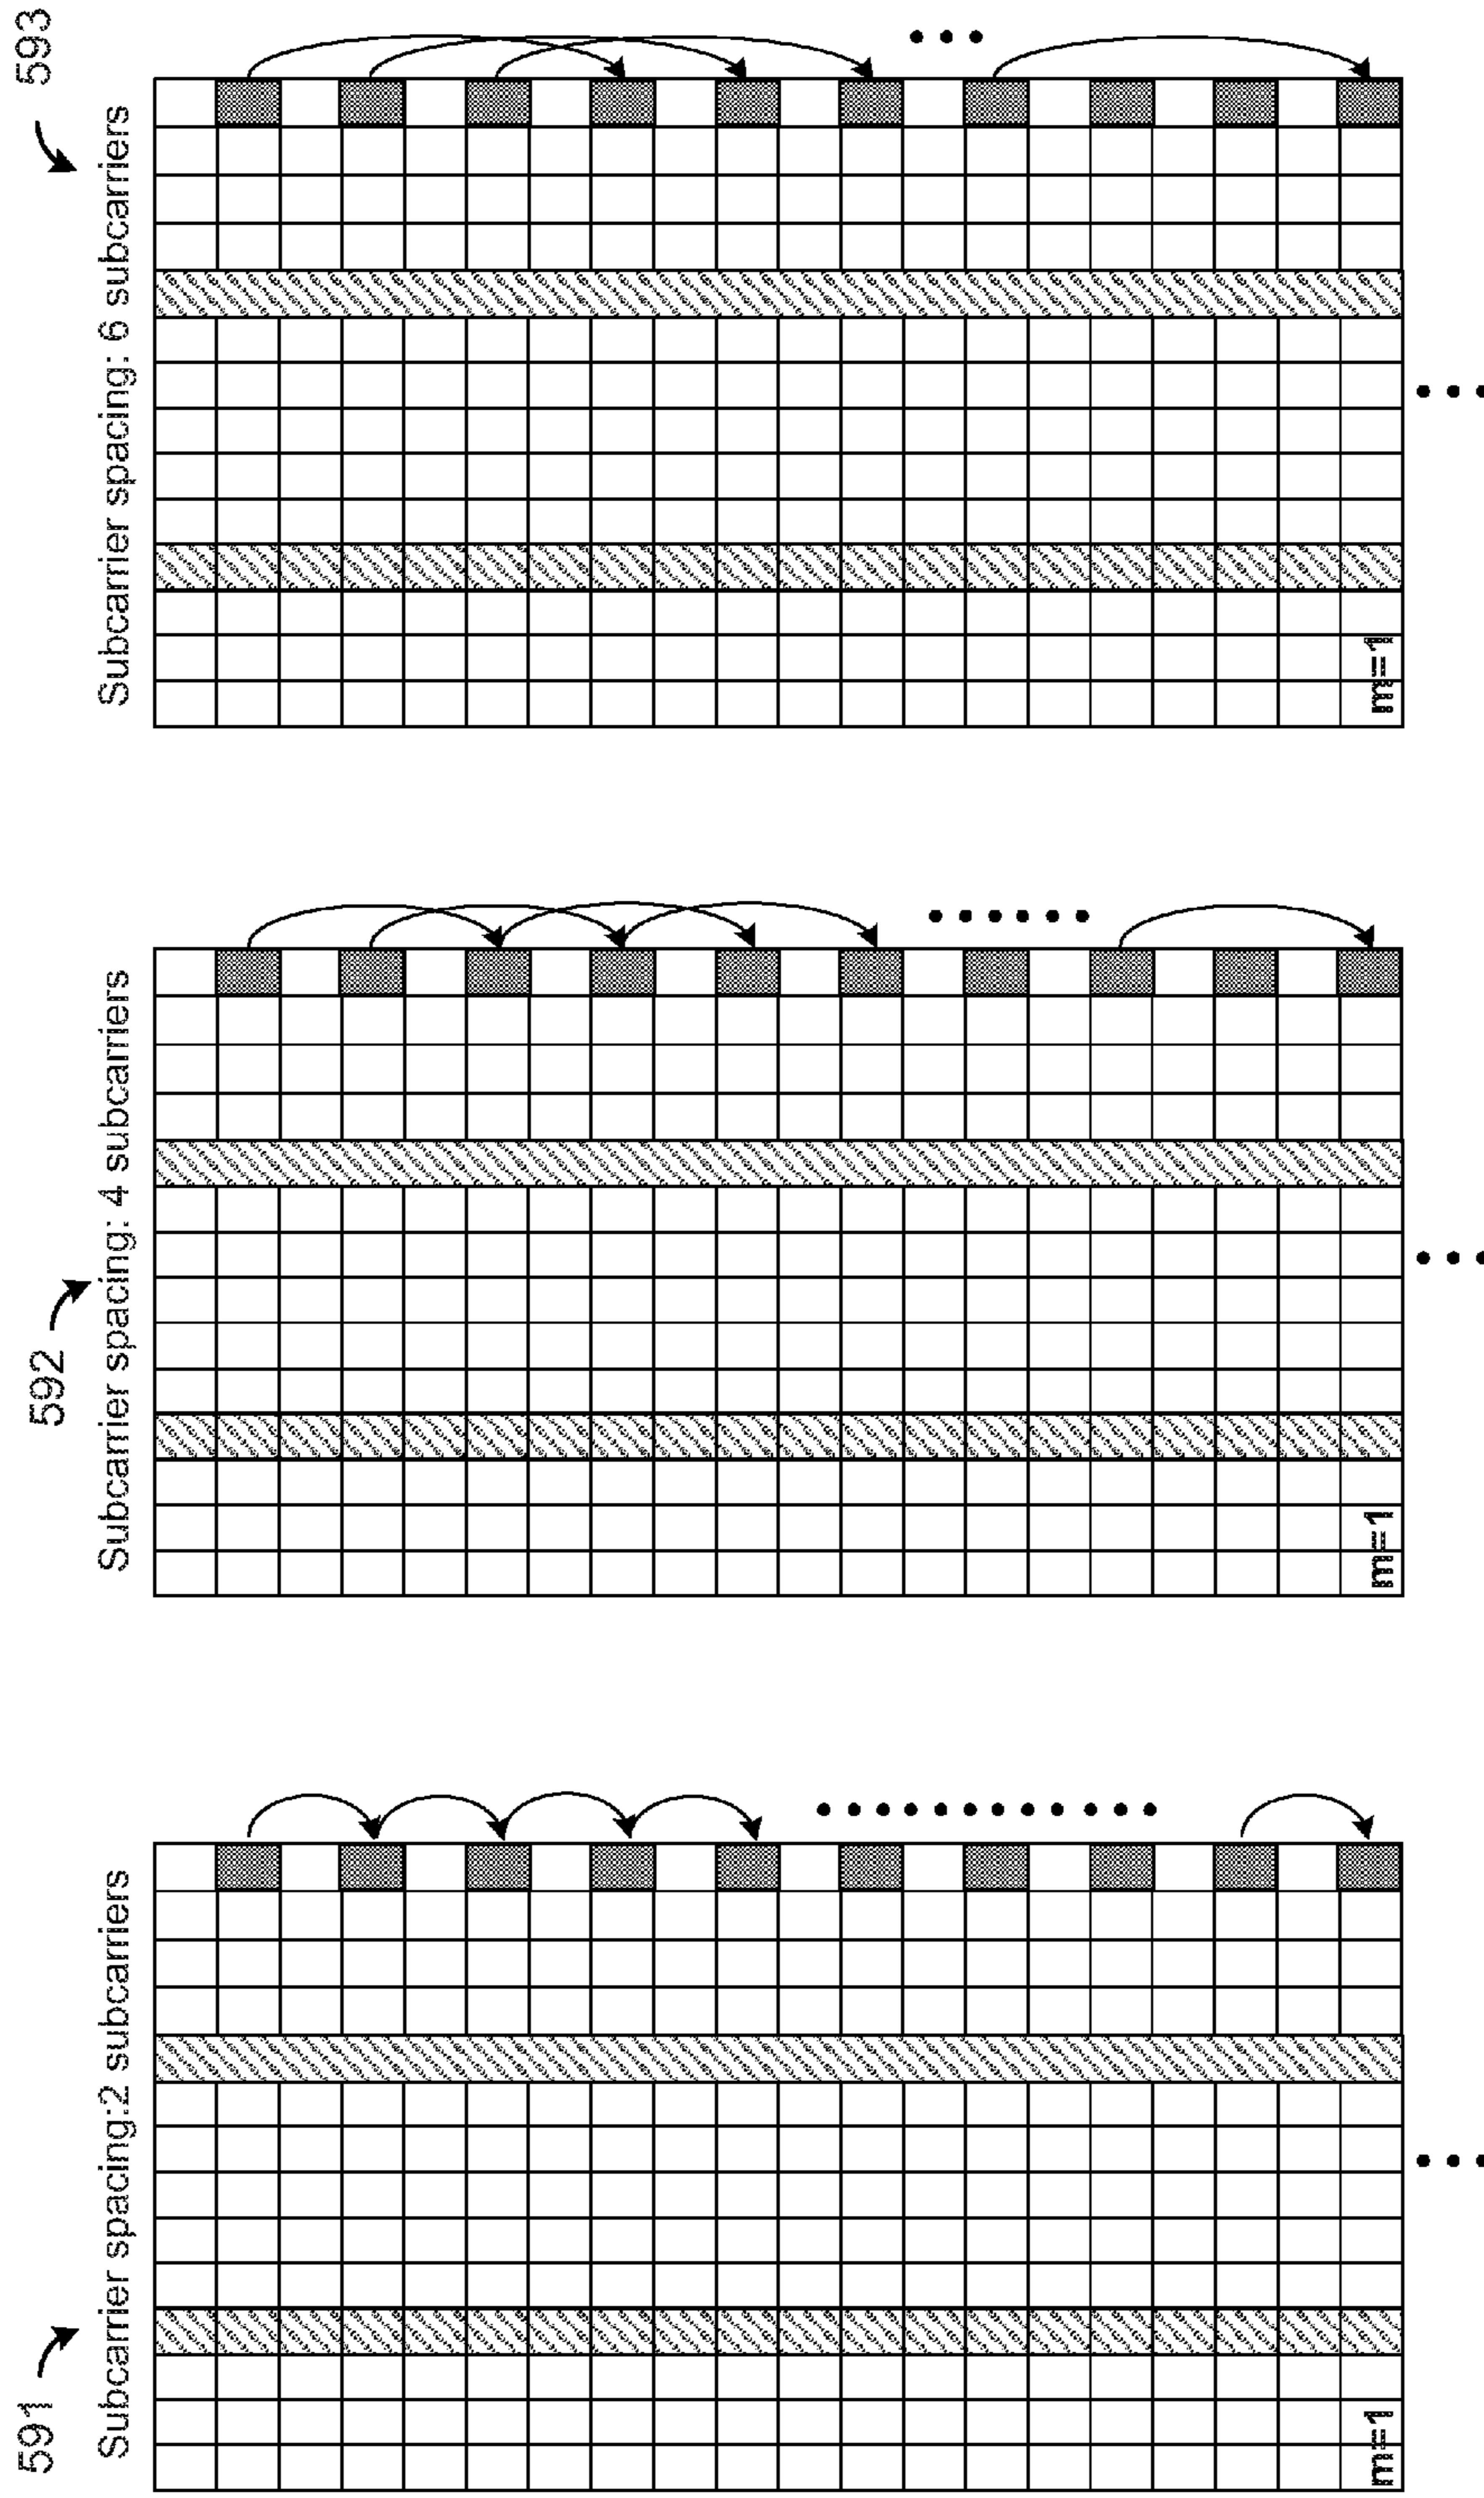 591
Subcarrier spacing:2 subcarriers
m=1
592
Subcarrier spacing: 4 subcarriers
m=1
593
Subcarrier spacing: 6 subcarriers
m=1